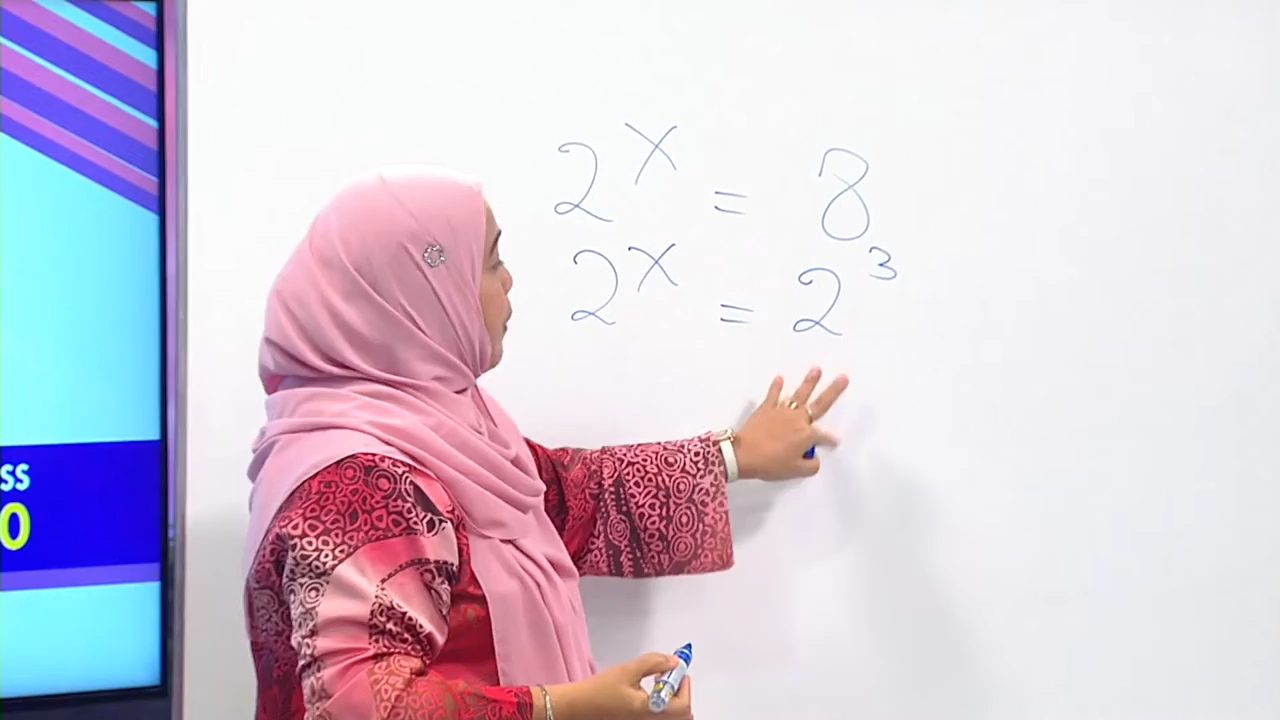 2^x = 8
2^x = 2^3
ss
0